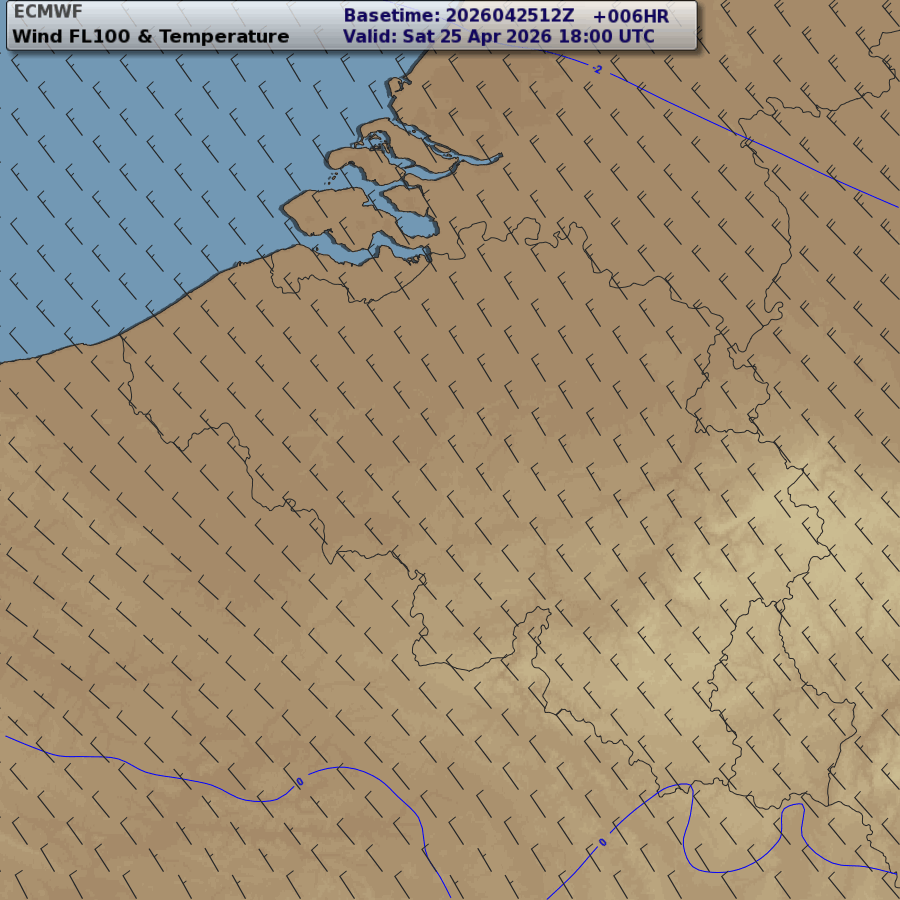 ECMWF
Basetime: 2026042512Z +006HR
Wind FL100 & Temperature
Valid: Sat 25 Apr 2026 18:00 UTC
-2
0
0